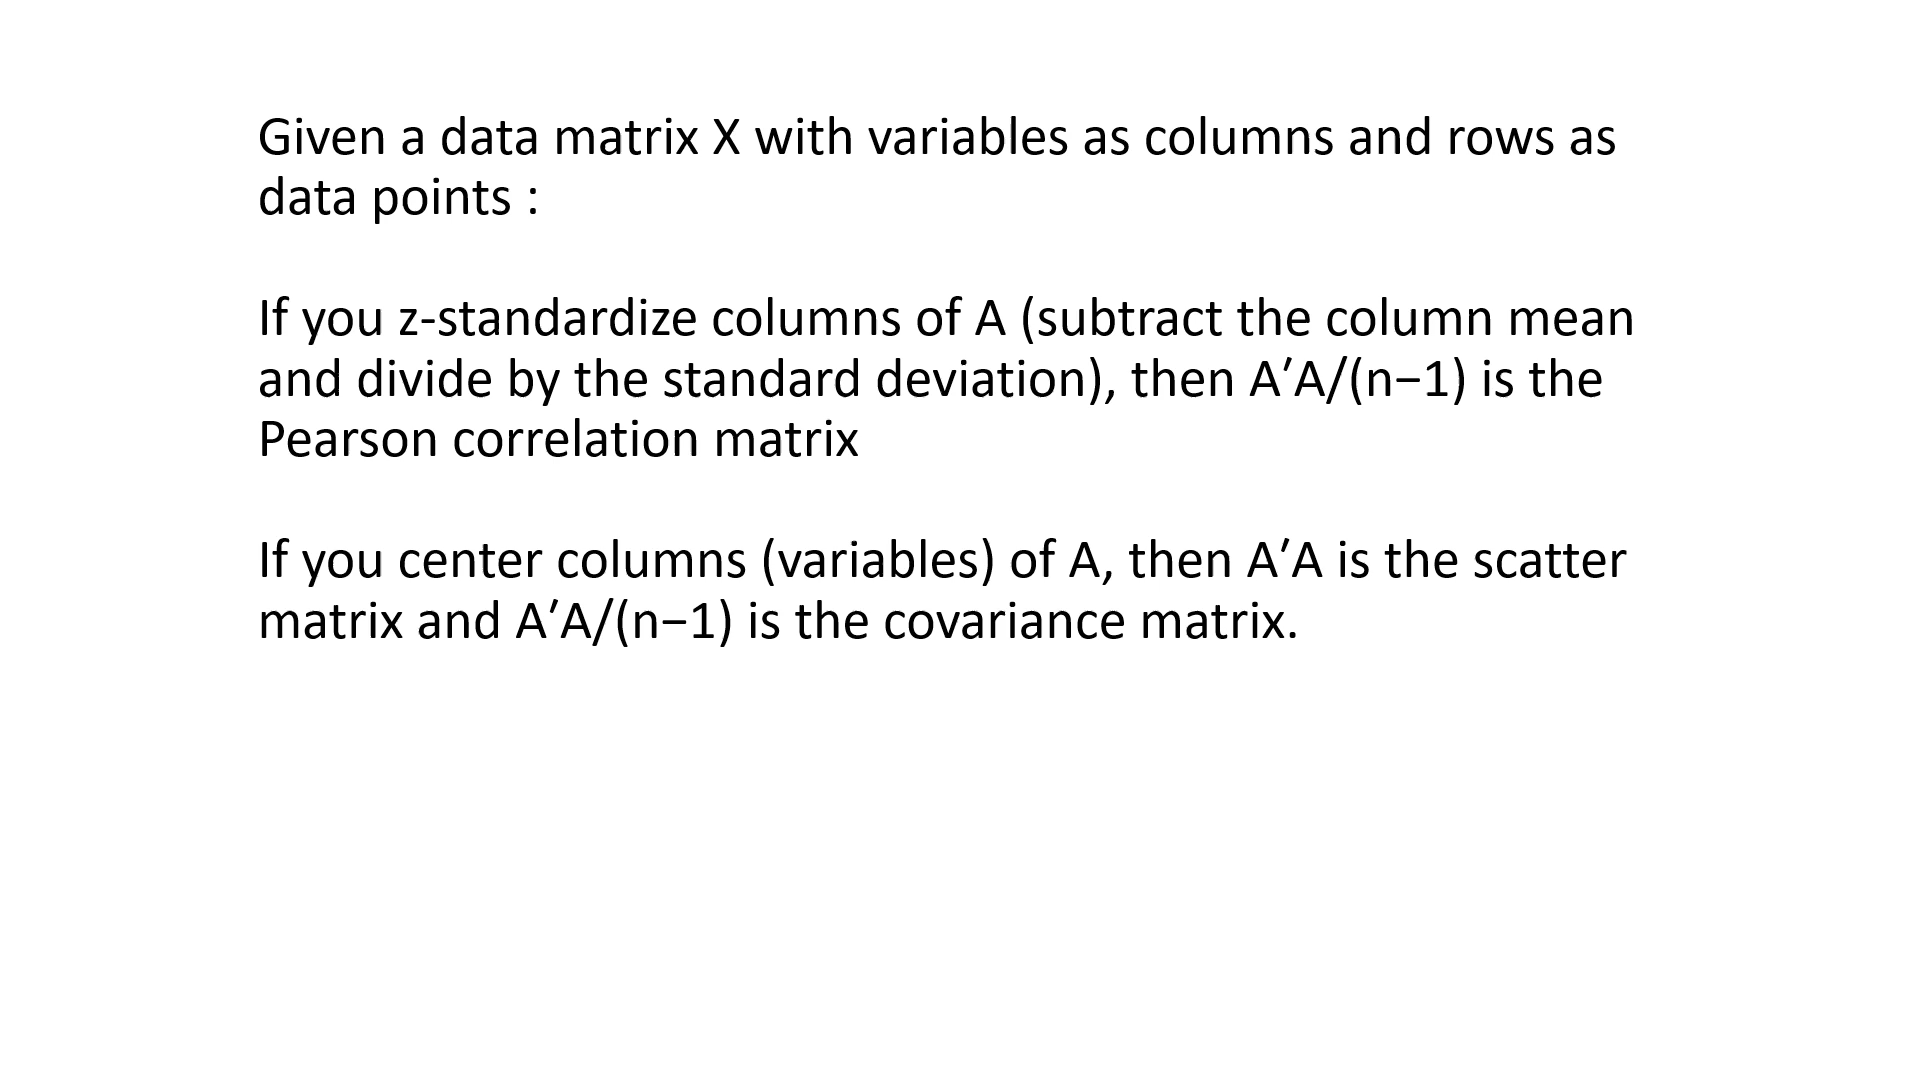 Given a data matrix X with variables as columns and rows as
data points :
If you z-standardize columns of A (subtract the column mean
and divide by the standard deviation), then A′A/(n−1) is the
Pearson correlation matrix
If you center columns (variables) of A, then A′A is the scatter
matrix and A′A/(n−1) is the covariance matrix.